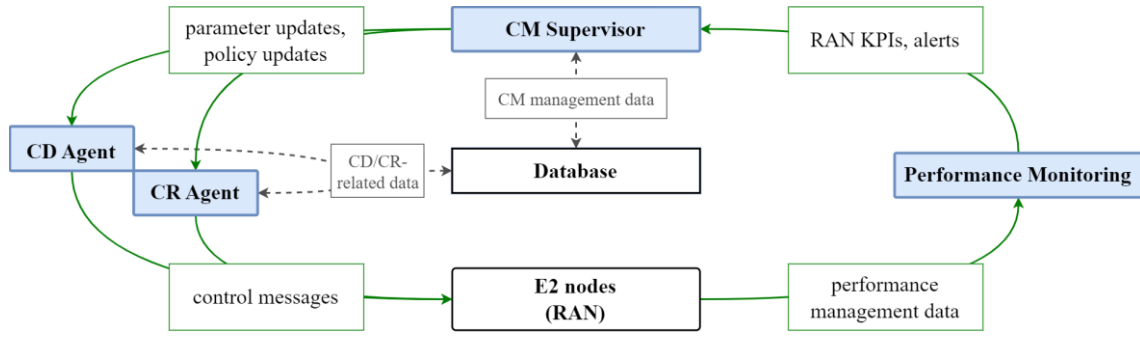 parameter updates,
policy updates
CM Supervisor
RAN KPIs, alerts
CM management data
CD Agent
CR Agent
CD/CR-
related data
Database
Performance Monitoring
control messages
E2 nodes
(RAN)
performance
management data